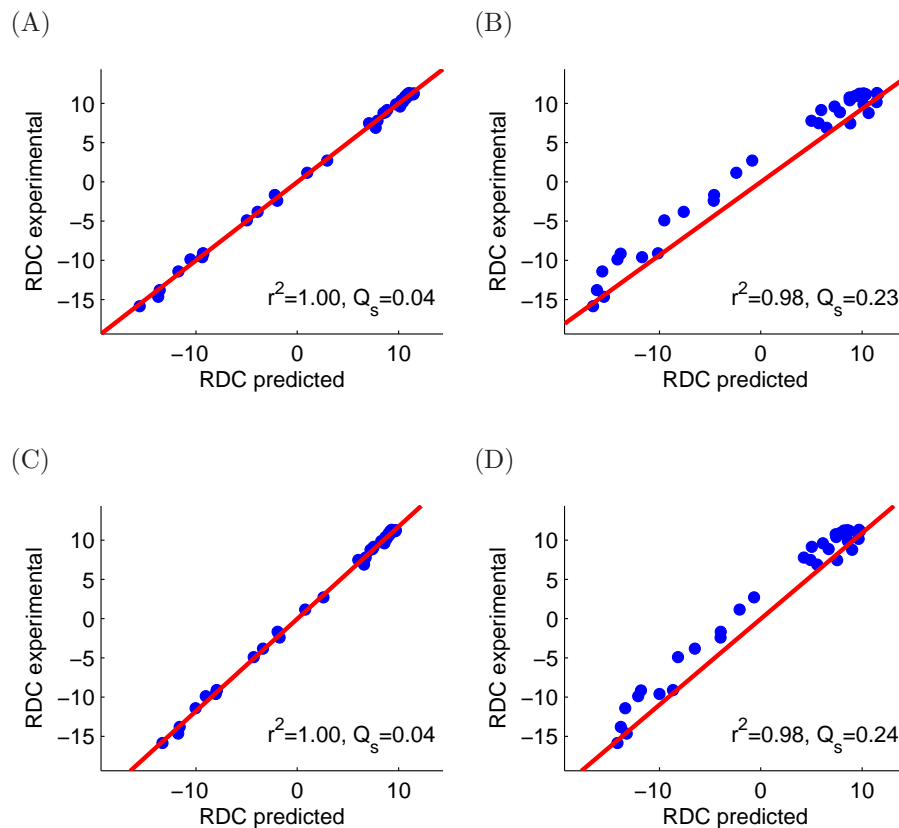 (A)
10
5
0
−5
−10
−15
RDC experimental
r²=1.00, Qₛ=0.04
−10 0 10
RDC predicted
(B)
10
5
0
−5
−10
−15
RDC experimental
r²=0.98, Qₛ=0.23
−10 0 10
RDC predicted
(C)
10
5
0
−5
−10
−15
RDC experimental
r²=1.00, Qₛ=0.04
−10 0 10
RDC predicted
(D)
10
5
0
−5
−10
−15
RDC experimental
r²=0.98, Qₛ=0.24
−10 0 10
RDC predicted